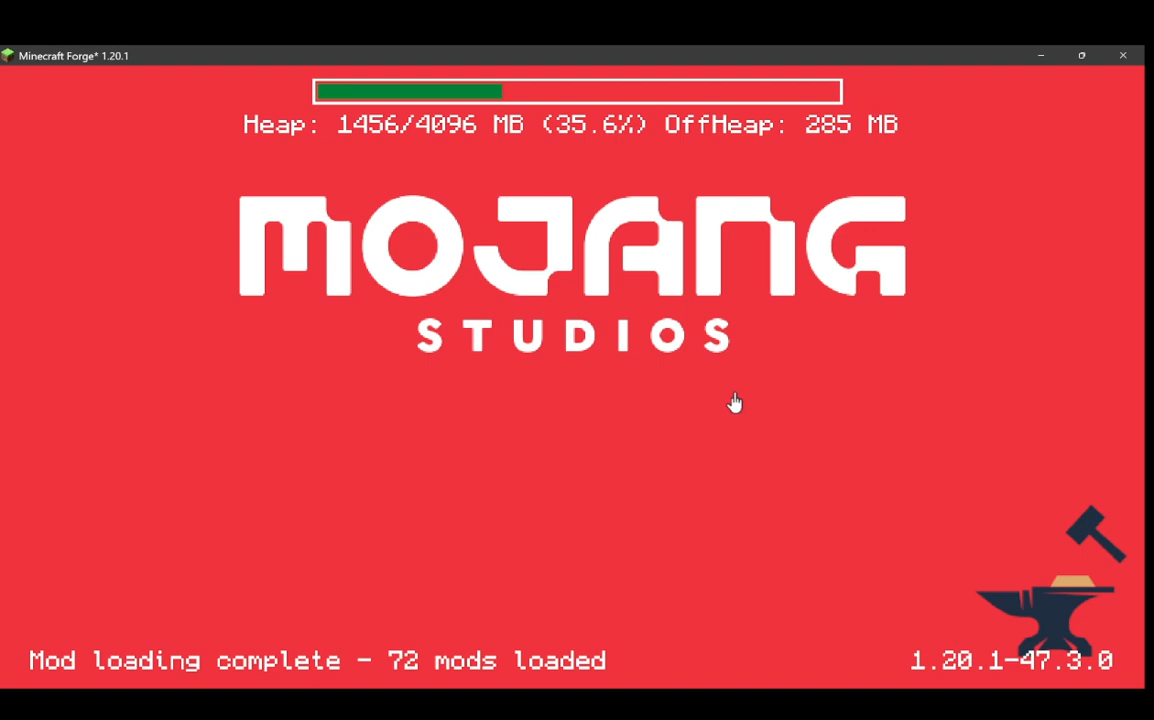 Minecraft Forge* 1.20.1
Heap: 1456/4096 MB (35.6%) OffHeap: 285 MB
MOJANG
STUDIOS
Mod loading complete - 72 mods loaded
1.20.1-47.3.0